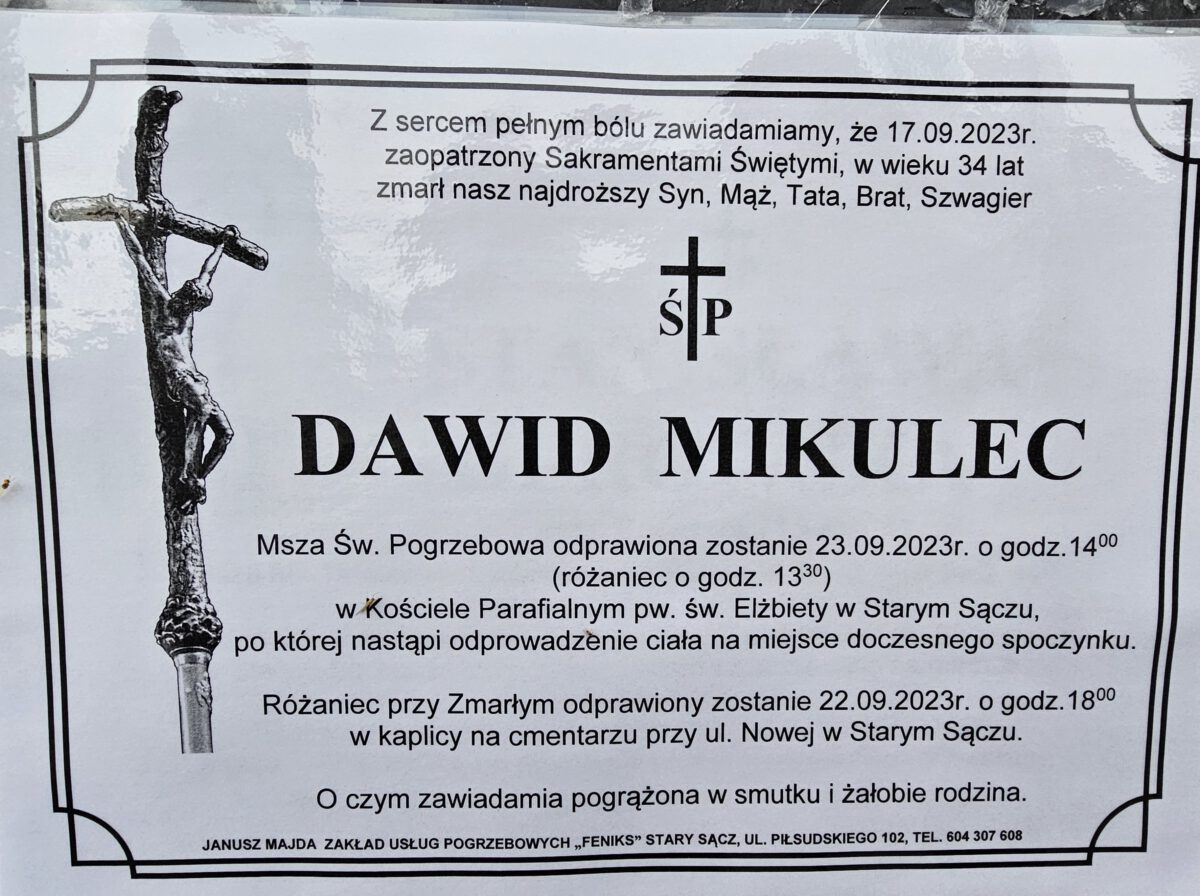 Z sercem pełnym bólu zawiadamiamy, że 17.09.2023r.
zaopatrzony Sakramentami Świętymi, w wieku 34 lat
zmarł nasz najdroższy Syn, Mąż, Tata, Brat, Szwagier
Ś P
DAWID MIKULEC
Msza Św. Pogrzebowa odprawiona zostanie 23.09.2023r. o godz.14⁰⁰
(różaniec o godz. 13³⁰)
w Kościele Parafialnym pw. św. Elżbiety w Starym Sączu,
po której nastąpi odprowadzenie ciała na miejsce doczesnego spoczynku.
Różaniec przy Zmarłym odprawiony zostanie 22.09.2023r. o godz.18⁰⁰
w kaplicy na cmentarzu przy ul. Nowej w Starym Sączu.
O czym zawiadamia pogrążona w smutku i żałobie rodzina.
JANUSZ MAJDA ZAKŁAD USŁUG POGRZEBOWYCH „FENIKS” STARY SĄCZ, UL. PIŁSUDSKIEGO 102, TEL. 604 307 608